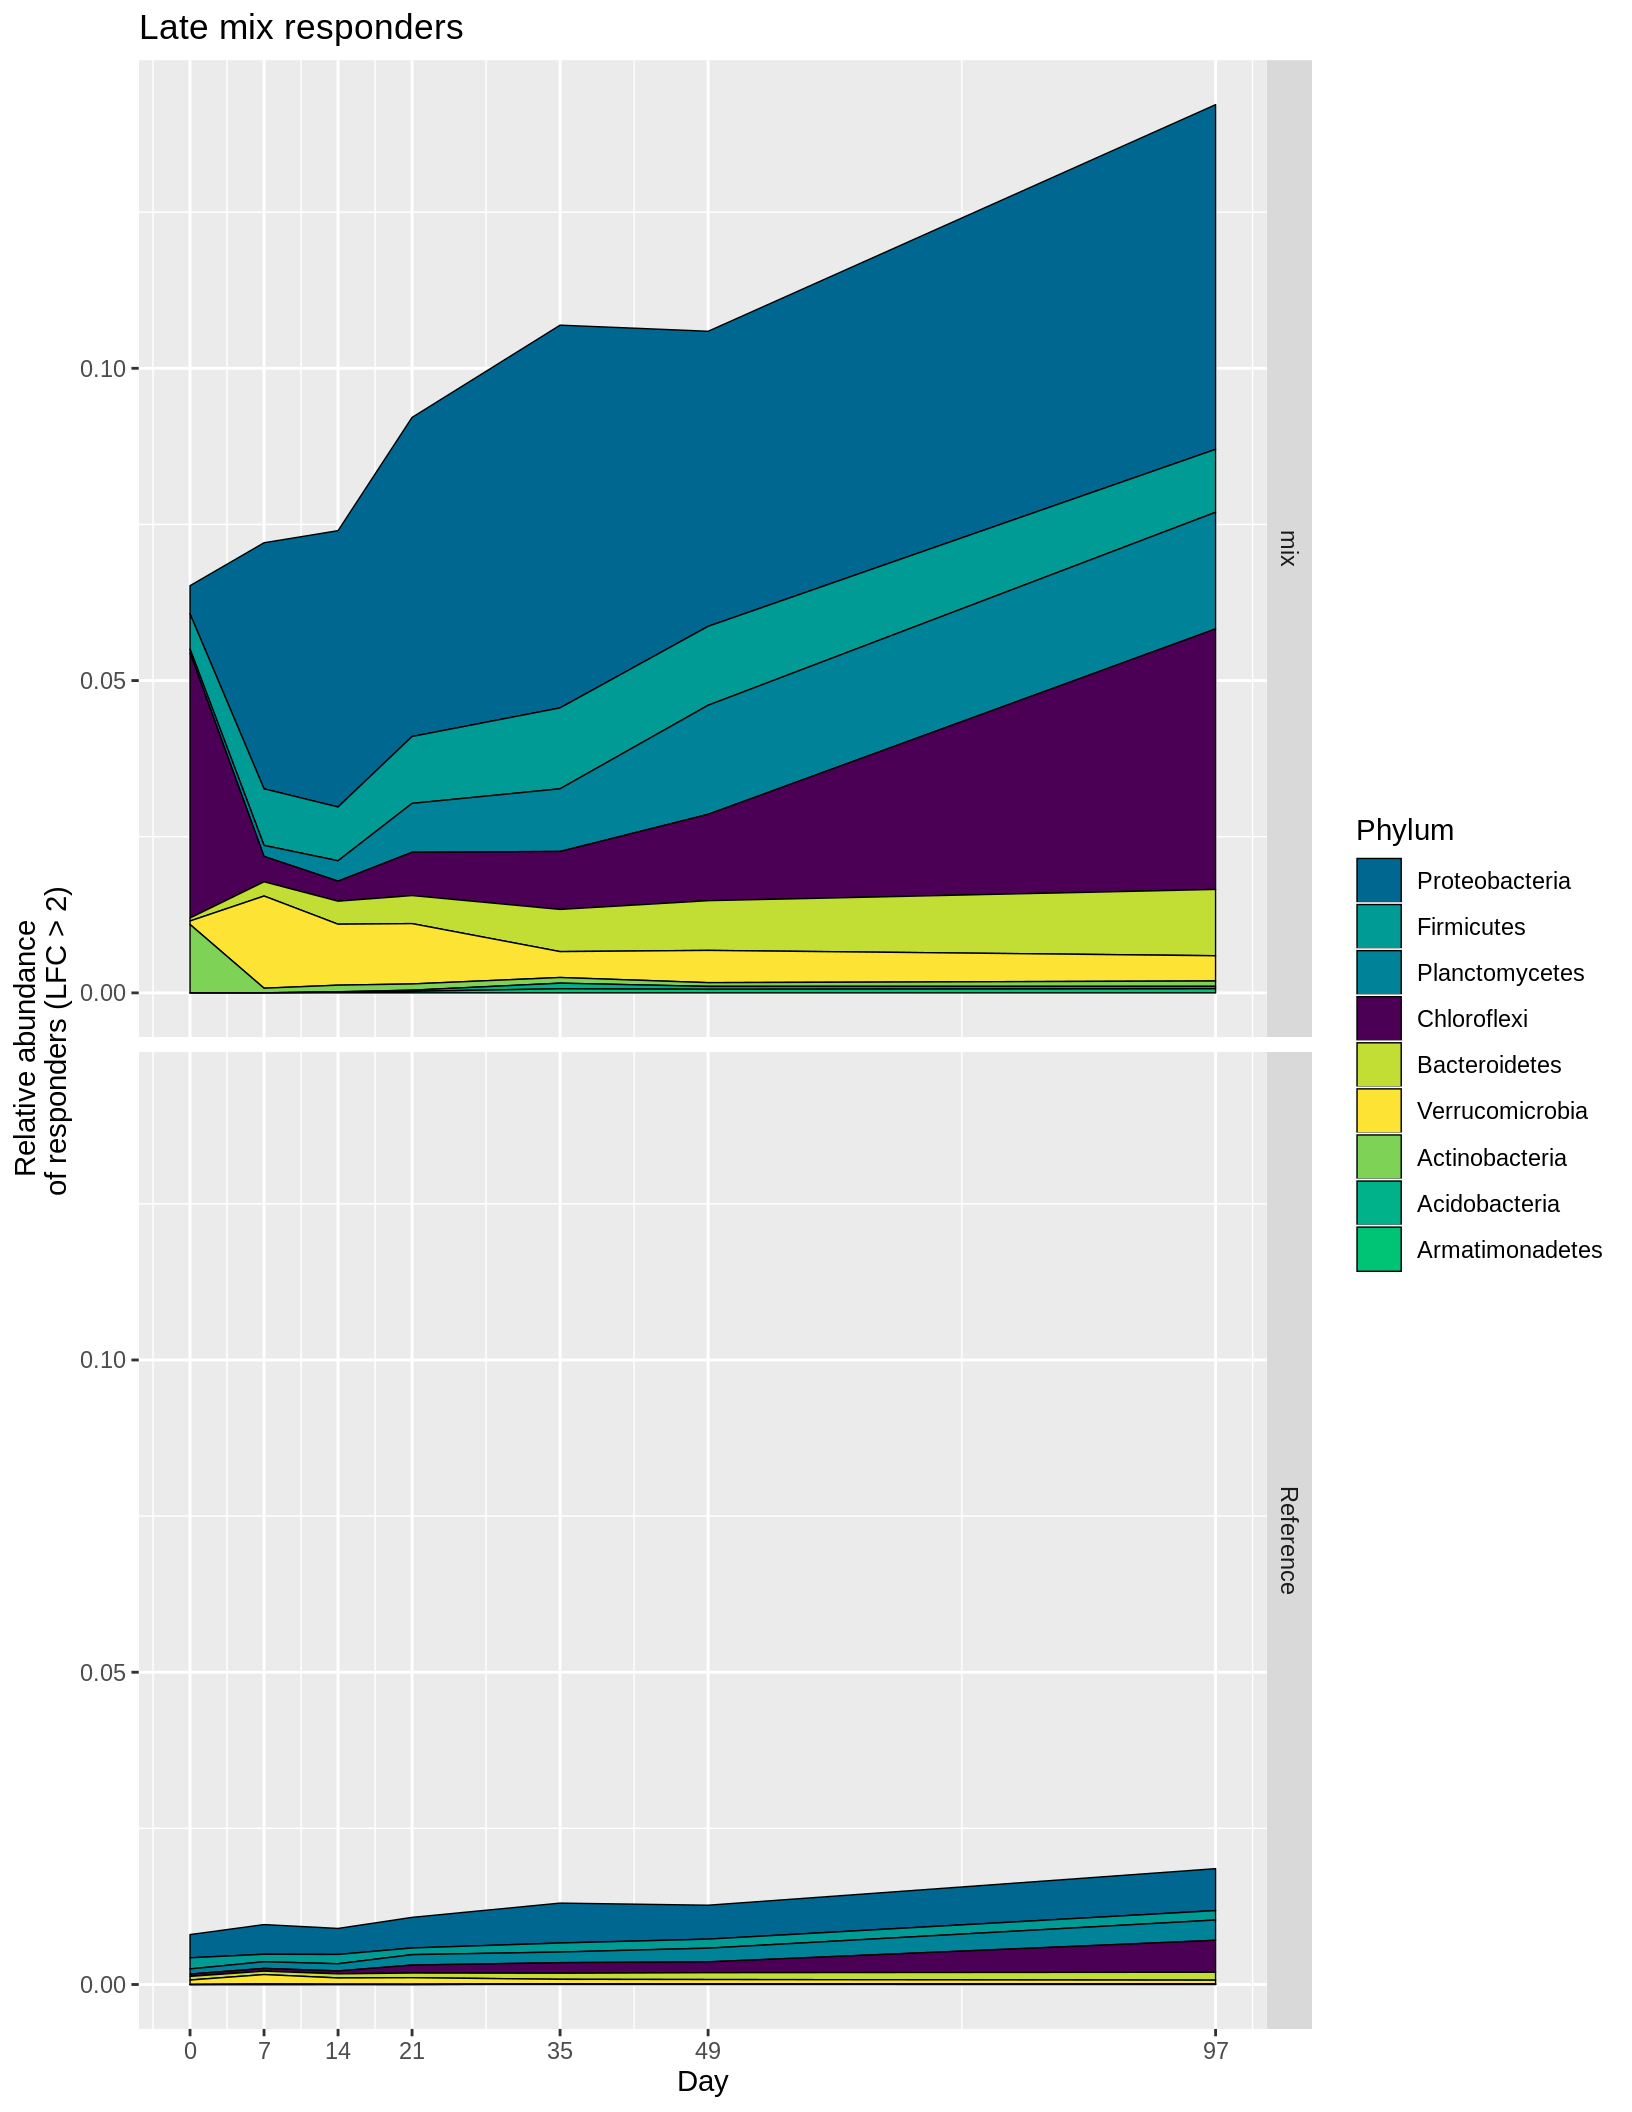 Late mix responders
0.10
0.05
0.00
mix
Relative abundance
of responders (LFC > 2)
0.10
0.05
0.00
Reference
0 7 14 21 35 49 97
Day
Phylum
Proteobacteria
Firmicutes
Planctomycetes
Chloroflexi
Bacteroidetes
Verrucomicrobia
Actinobacteria
Acidobacteria
Armatimonadetes